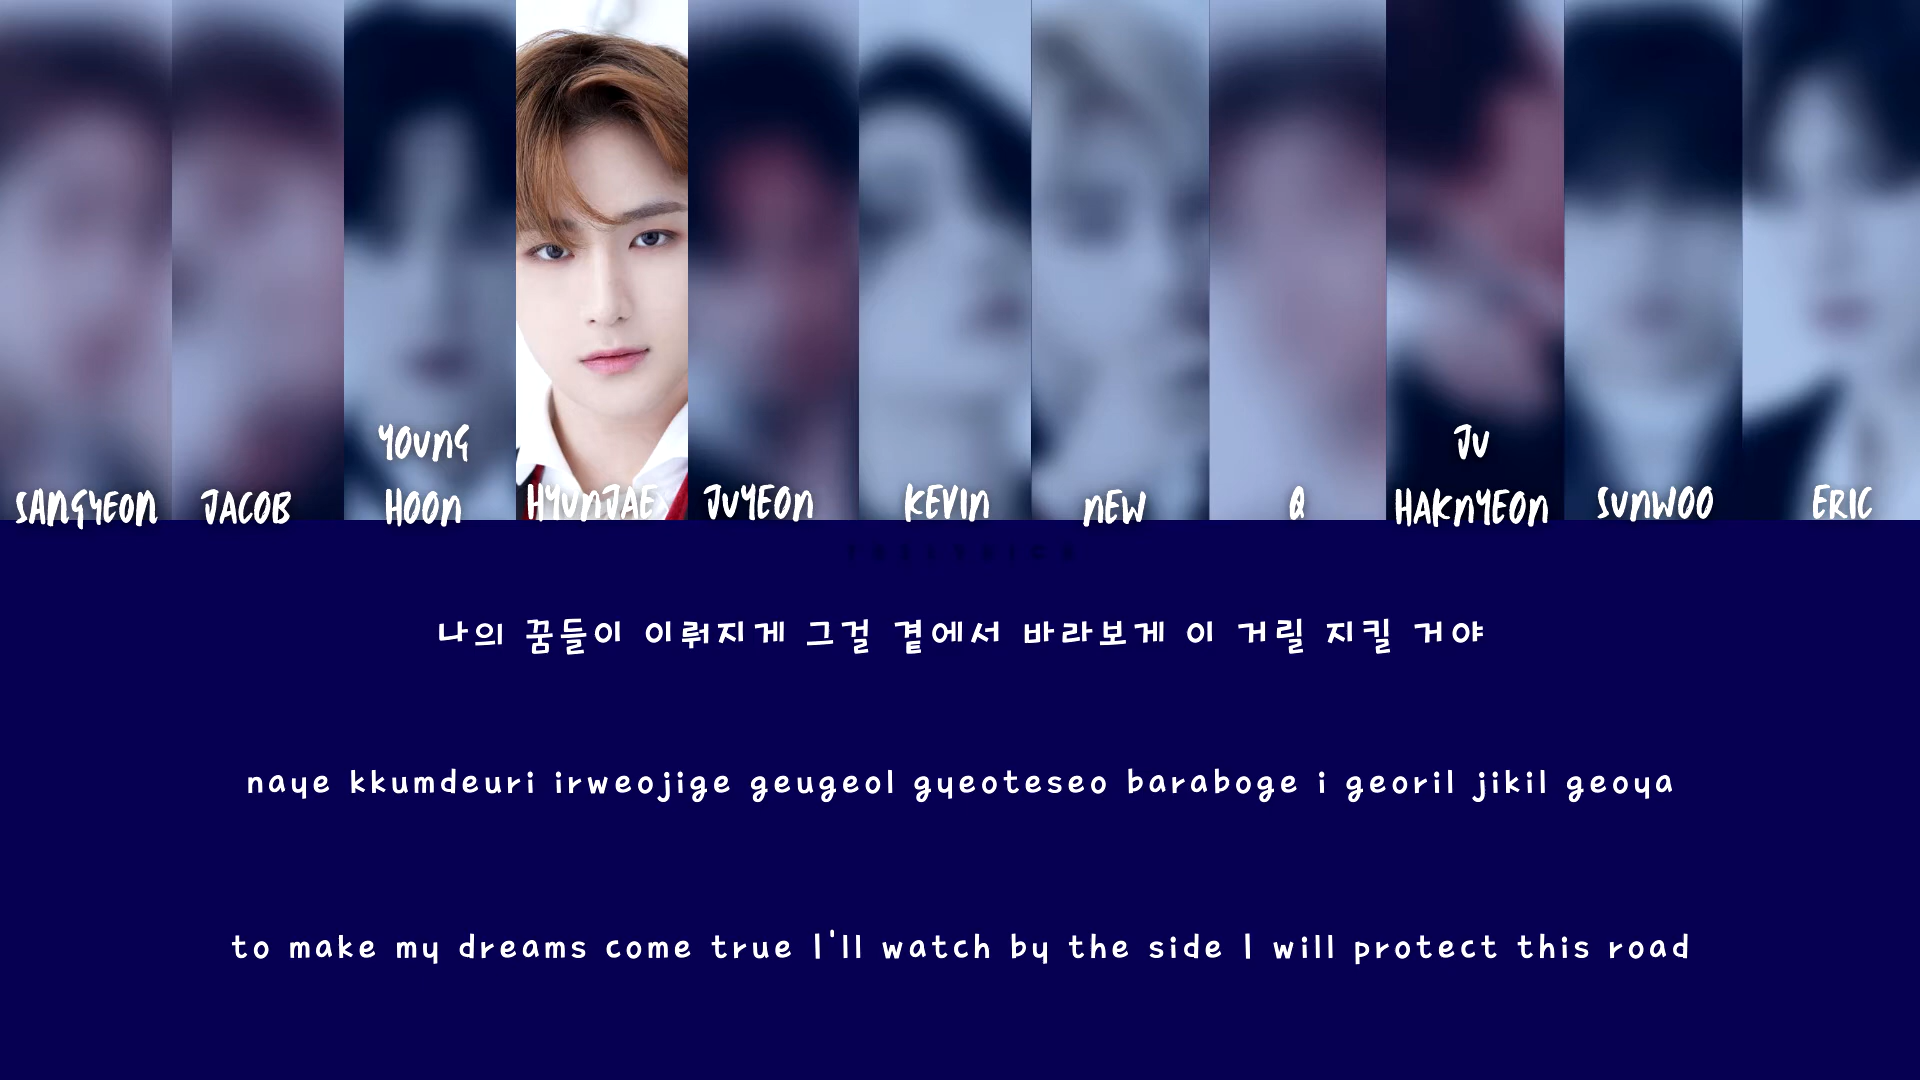 SANGYEON
JACOB
YOUNG
HOON
HYUNJAE
JUYEON
KEVIN
NEW
Q
JU
HAKNYEON
SUNWOO
ERIC
나의 꿈들이 이뤄지게 그걸 곁에서 바라보게 이 거릴 지킬 거야
naye kkumdeuri irweojige geugeol gyeoteseo baraboge i georil jikil geoya
to make my dreams come true I'll watch by the side I will protect this road